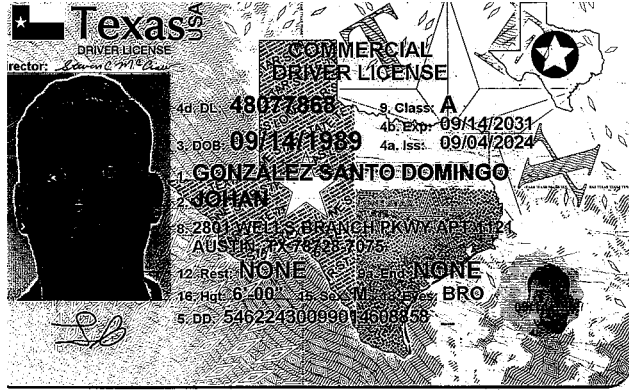 Texas USA
DRIVER LICENSE
COMMERCIAL
DRIVER LICENSE
4d. DL: 48077868 9. Class: A
4b. Exp: 09/14/2031
3. DOB: 09/14/1989 4a. Iss: 09/04/2024
1. GONZALEZ SANTO DOMINGO
2. JOHAN
8. 2801 WELLS BRANCH PKWY APT 1121
AUSTIN, TX 78728-7075
12. Rest: NONE 9a. End: NONE
16. Hgt: 6'-00" 15. Sex: M Eyes: BRO
5. DD: 54622430099014608858